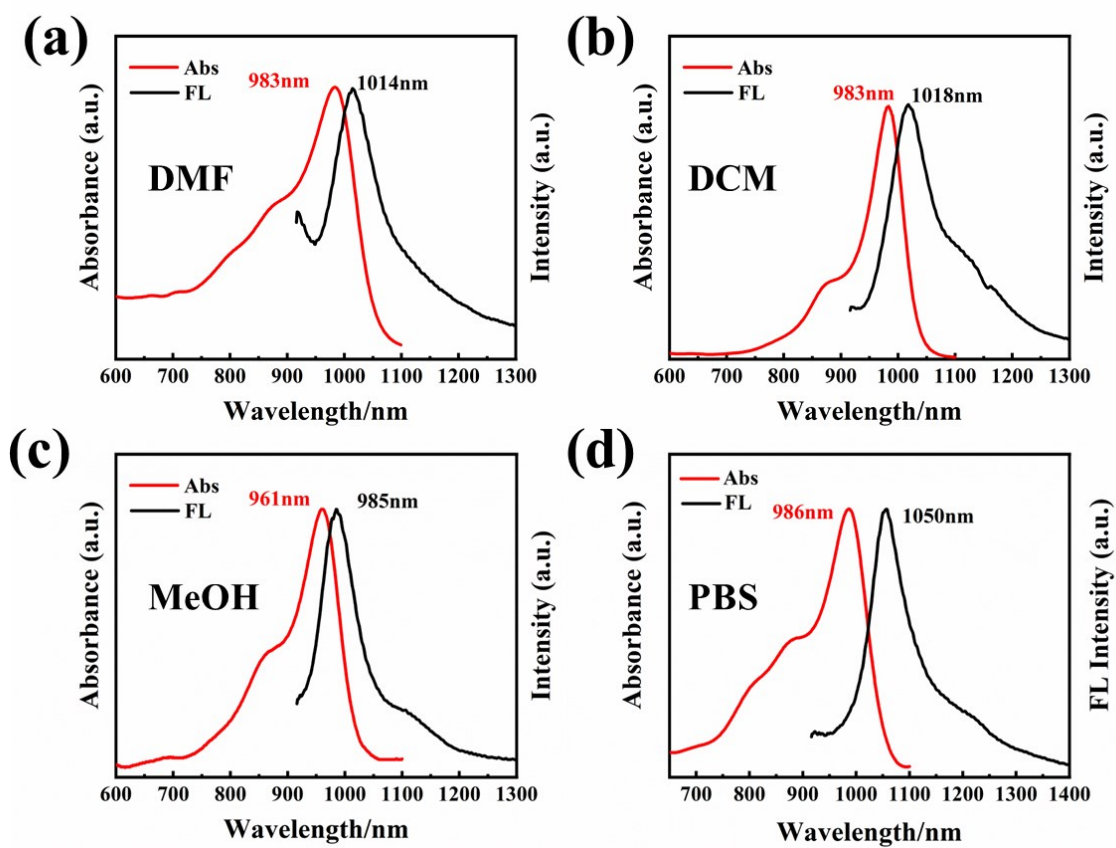 (a)
Abs
FL
983nm
1014nm
DMF
Absorbance (a.u.)
Intensity (a.u.)
600 700 800 900 1000 1100 1200 1300
Wavelength/nm
(b)
Abs
FL
983nm
1018nm
DCM
Absorbance (a.u.)
Intensity (a.u.)
600 700 800 900 1000 1100 1200 1300
Wavelength/nm
(c)
Abs
FL
961nm
985nm
MeOH
Absorbance (a.u.)
Intensity (a.u.)
600 700 800 900 1000 1100 1200 1300
Wavelength/nm
(d)
Abs
FL
986nm
1050nm
PBS
Absorbance (a.u.)
FL Intensity (a.u.)
700 800 900 1000 1100 1200 1300 1400
Wavelength/nm